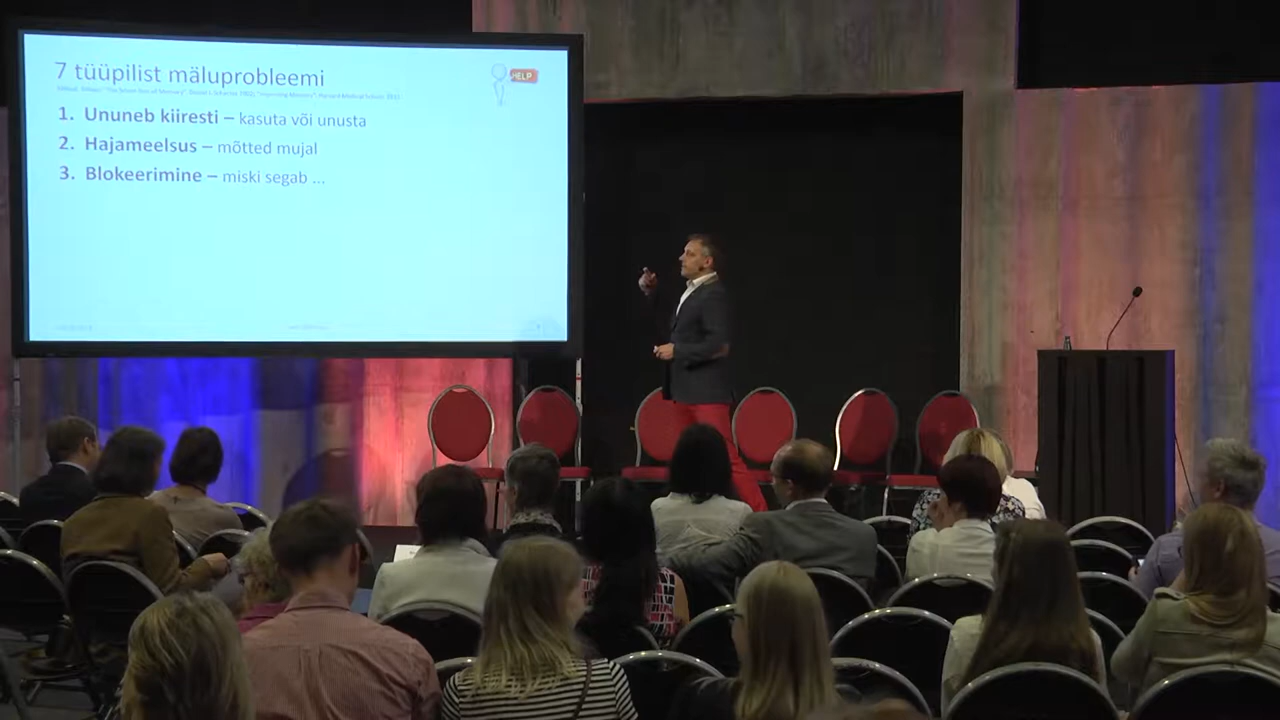 7 tüüpilist mäluprobleemi
HELP
1. Ununeb kiiresti – kasuta või unusta
2. Hajameelsus – mõtted mujal
3. Blokeerimine – miski segab ...